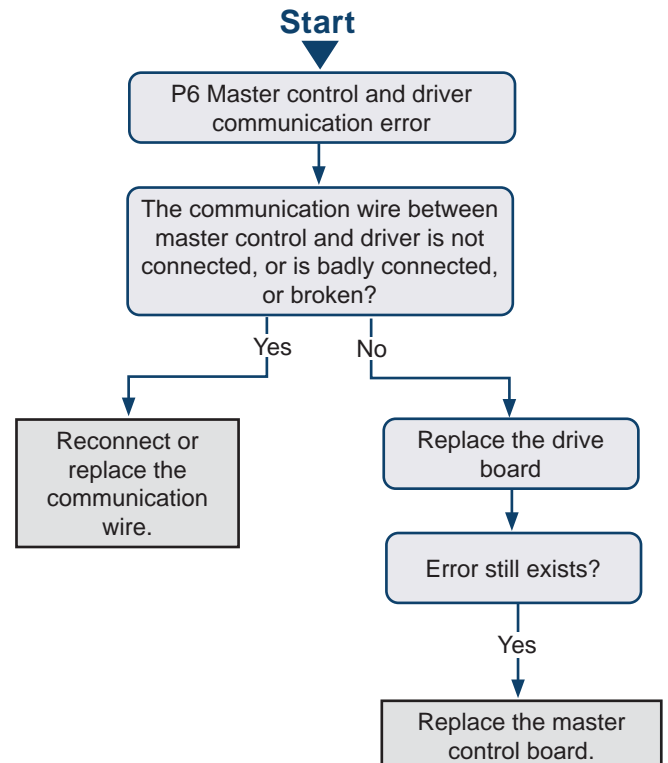 Start
P6 Master control and driver
communication error
The communication wire between
master control and driver is not
connected, or is badly connected,
or broken?
Yes
No
Reconnect or
replace the
communication
wire.
Replace the drive
board
Error still exists?
Yes
Replace the master
control board.